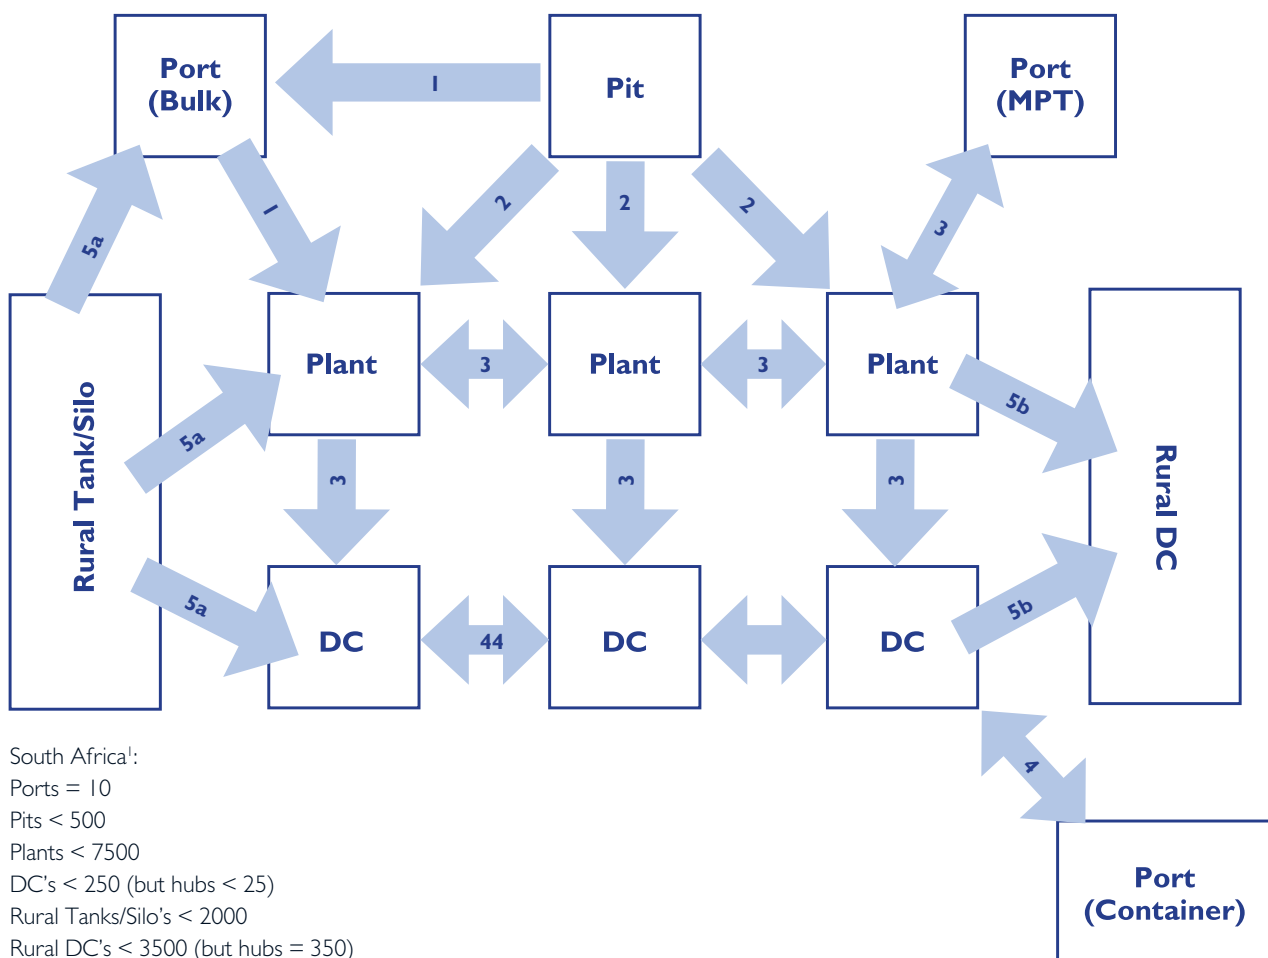 Port
(Bulk)
1
Pit
Port
(MPT)
5a
1
2
2
2
3
Rural Tank/Silo
Plant
3
Plant
3
Plant
5b
Rural DC
5a
3
3
3
5a
DC
44
DC
DC
5b
4
Port
(Container)
South Africa¹:
Ports = 10
Pits < 500
Plants < 7500
DC's < 250 (but hubs < 25)
Rural Tanks/Silo's < 2000
Rural DC's < 3500 (but hubs = 350)